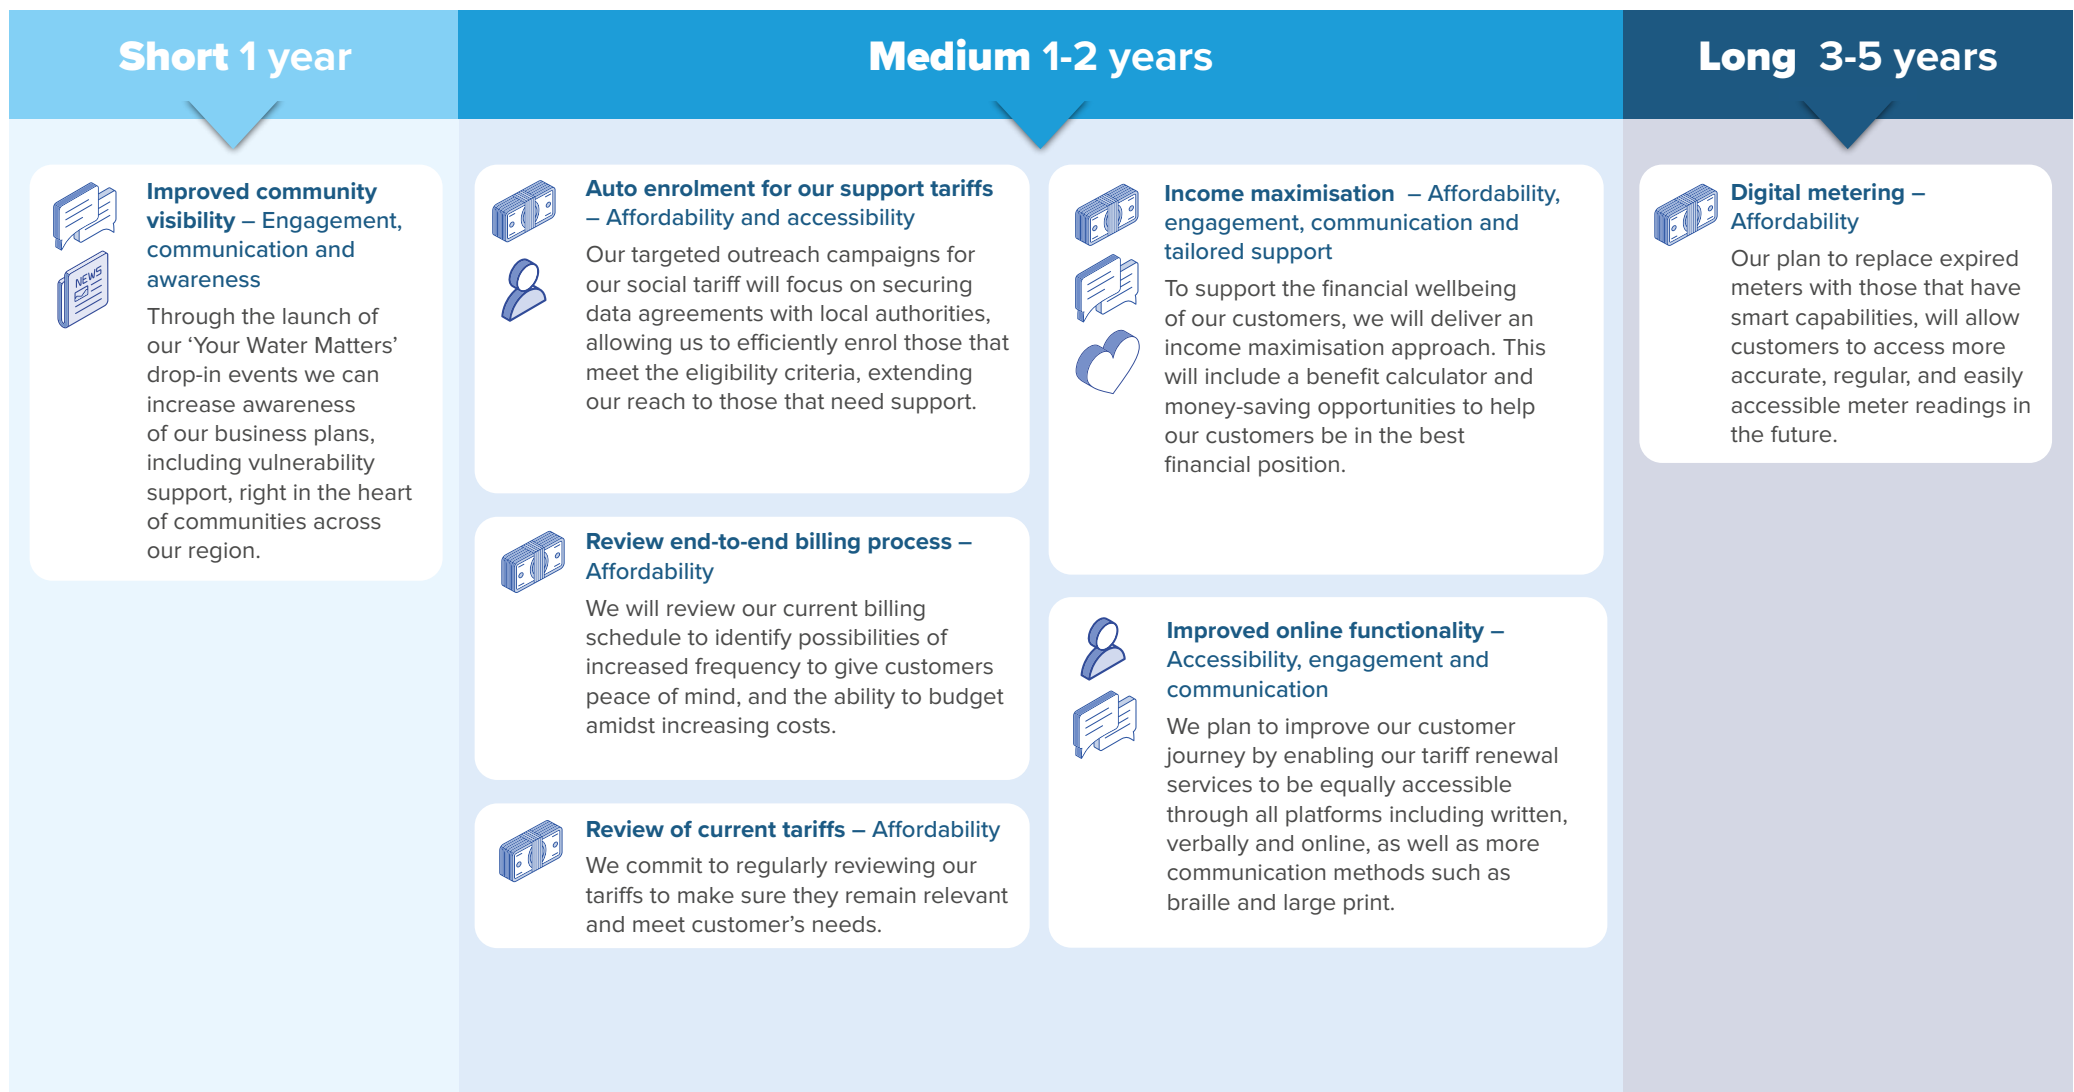 Short 1 year
Medium 1-2 years
Long 3-5 years
Improved community
visibility – Engagement,
communication and
awareness
Through the launch of
our ‘Your Water Matters’
drop-in events we can
increase awareness
of our business plans,
including vulnerability
support, right in the heart
of communities across
our region.
NEWS
Auto enrolment for our support tariffs
– Affordability and accessibility
Our targeted outreach campaigns for
our social tariff will focus on securing
data agreements with local authorities,
allowing us to efficiently enrol those that
meet the eligibility criteria, extending
our reach to those that need support.
Review end-to-end billing process –
Affordability
We will review our current billing
schedule to identify possibilities of
increased frequency to give customers
peace of mind, and the ability to budget
amidst increasing costs.
Review of current tariffs – Affordability
We commit to regularly reviewing our
tariffs to make sure they remain relevant
and meet customer’s needs.
Income maximisation – Affordability,
engagement, communication and
tailored support
To support the financial wellbeing
of our customers, we will deliver an
income maximisation approach. This
will include a benefit calculator and
money-saving opportunities to help
our customers be in the best
financial position.
Improved online functionality –
Accessibility, engagement and
communication
We plan to improve our customer
journey by enabling our tariff renewal
services to be equally accessible
through all platforms including written,
verbally and online, as well as more
communication methods such as
braille and large print.
Digital metering –
Affordability
Our plan to replace expired
meters with those that have
smart capabilities, will allow
customers to access more
accurate, regular, and easily
accessible meter readings in
the future.